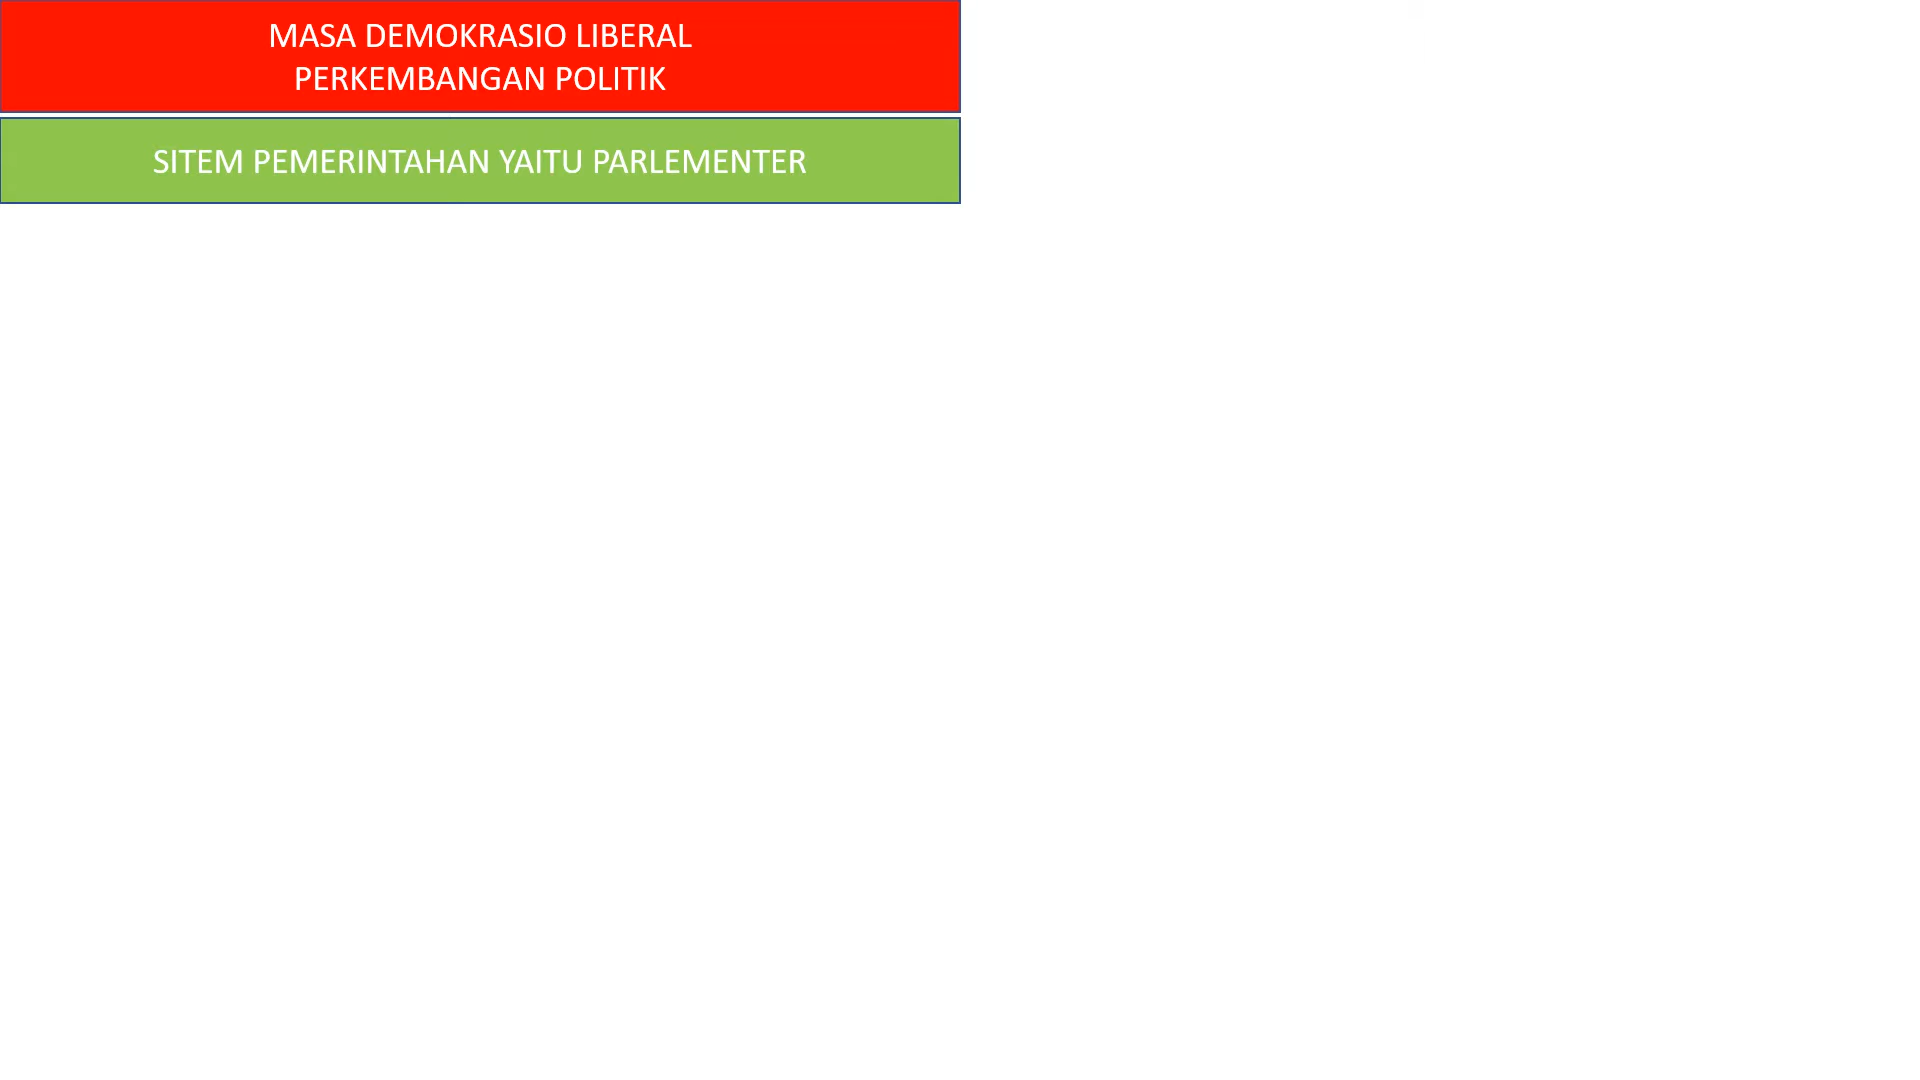 MASA DEMOKRASIO LIBERAL
PERKEMBANGAN POLITIK
SITEM PEMERINTAHAN YAITU PARLEMENTER